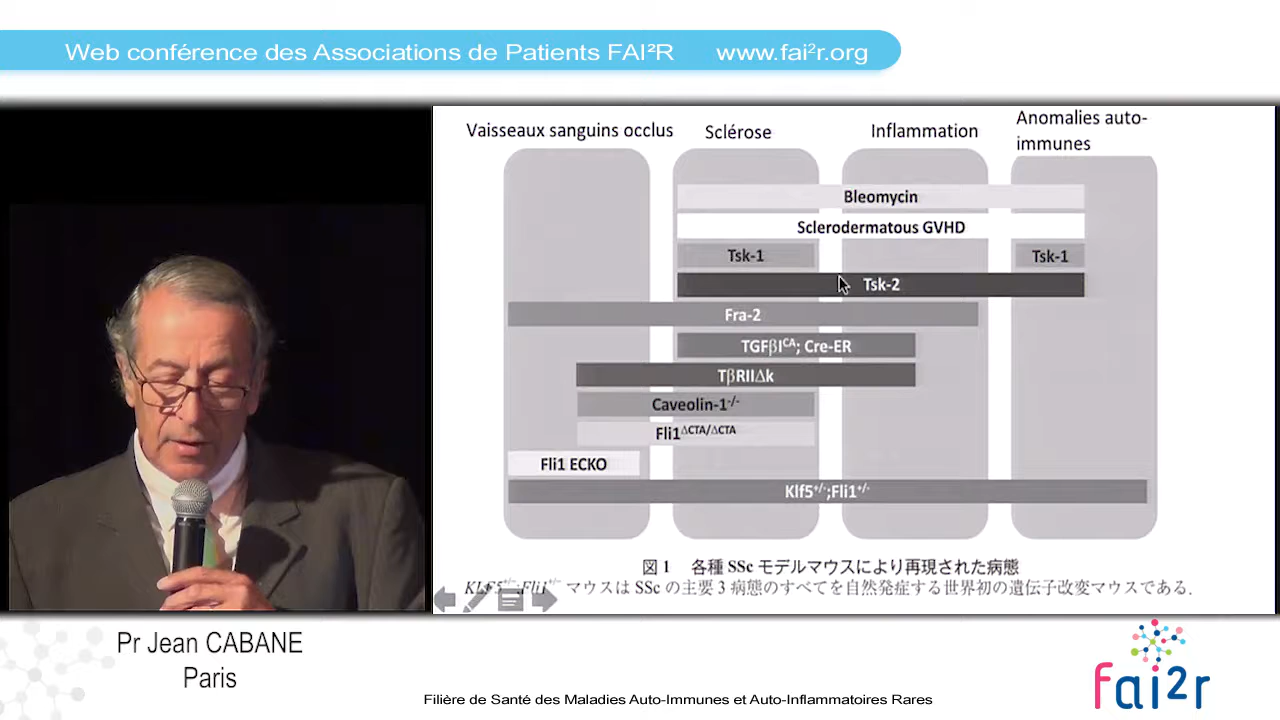 Web conférence des Associations de Patients FAI²R www.fai²r.org
Vaisseaux sanguins occlus
Sclérose
Inflammation
Anomalies auto-
immunes
Bleomycin
Sclerodermatous GVHD
Tsk-1
Tsk-1
Tsk-2
Fra-2
TGFβI^CA; Cre-ER
TβRIIΔk
Caveolin-1-/-
Fli1ΔCTA/ΔCTA
Fli1 ECKO
Klf5+/-;Fli1+/-
図 1 各種 SSc モデルマウスにより再現された病態
KLF5+/-;Fli1+/- マウスは SSc の主要 3 病態のすべてを自然発症する世界初の遺伝子改変マウスである.
Pr Jean CABANE
Paris
Filière de Santé des Maladies Auto-Immunes et Auto-Inflammatoires Rares
fai2r